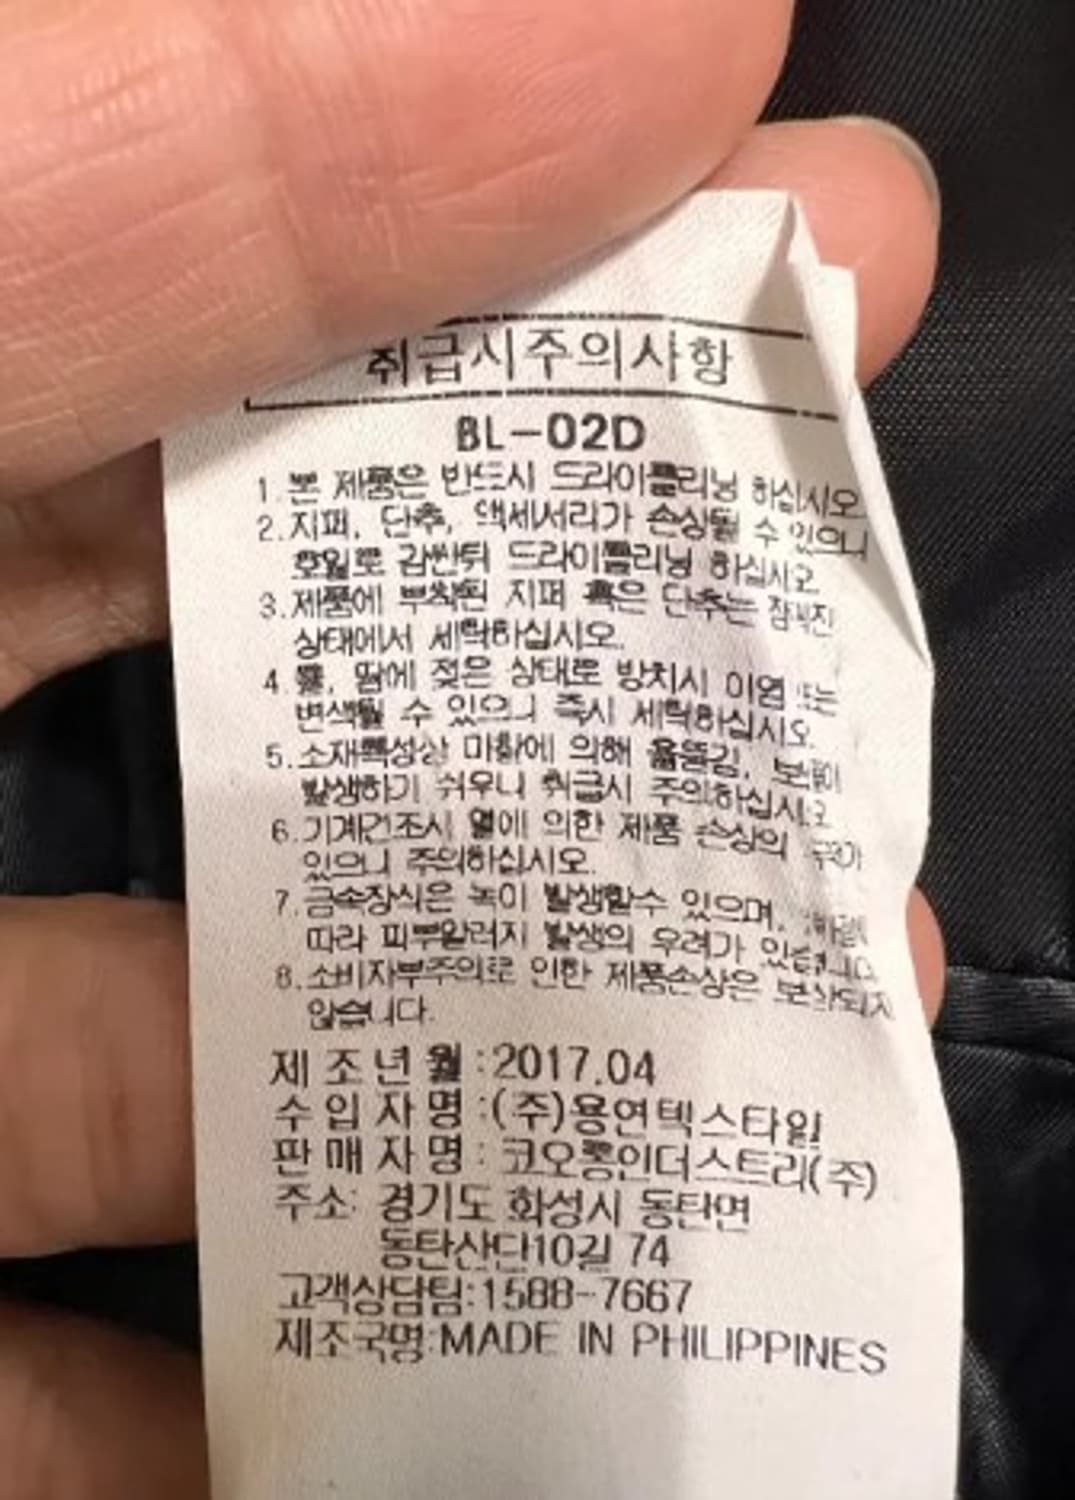 취급시주의사항
BL-02D
1.본 제품은 반드시 드라이클리닝 하십시오
2.지퍼, 단추, 액세서리가 손상될 수 있으니
호일로 감싼뒤 드라이클리닝 하십시오
3.제품에 부착된 지퍼 혹은 단추는 잠궈진
상태에서 세탁하십시오.
4.물, 땀에 젖은 상태로 방치시 이염 또는
변색될 수 있으니 즉시 세탁하십시오.
5.소재특성상 마찰에 의해 올뜯김, 보풀이
발생하기 쉬우니 취급시 주의하십시오
6.기계건조시 열에 의한 제품 손상의 우려가
있으니 주의하십시오.
7.금속장식은 녹이 발생할수 있으며,
따라 피부알러지 발생의 우려가 있습니다.
8.소비자부주의로 인한 제품손상은 보상되지
않습니다.
제 조 년 월 :2017.04
수 입 자 명 :(주)용연텍스타일
판 매 자 명 : 코오롱인더스트리(주)
주소: 경기도 화성시 동탄면
동탄산단10길 74
고객상담팀:1588-7667
제조국명:MADE IN PHILIPPINES